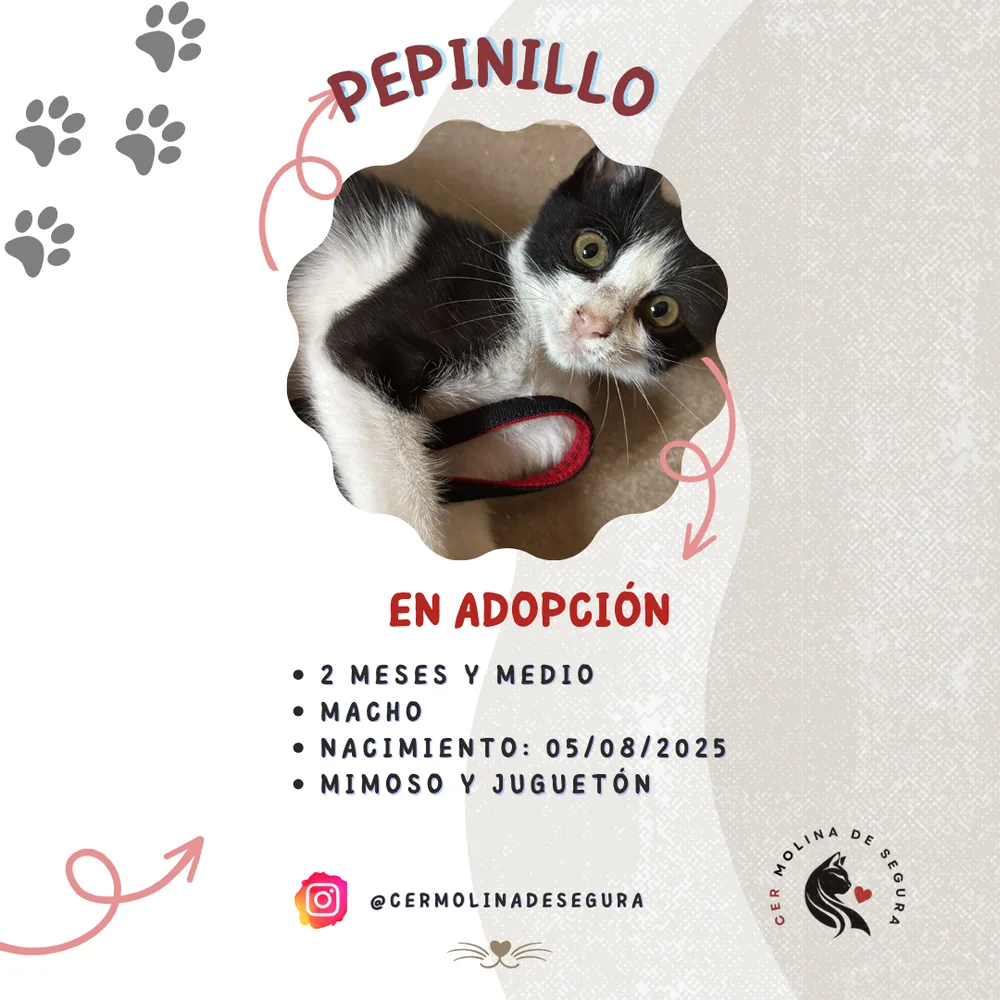 PEPINILLO
EN ADOPCIÓN
• 2 MESES Y MEDIO
• MACHO
• NACIMIENTO: 05/08/2025
• MIMOSO Y JUGUETÓN
CER MOLINA DE SEGURA
@CERMOLINADESEGURA